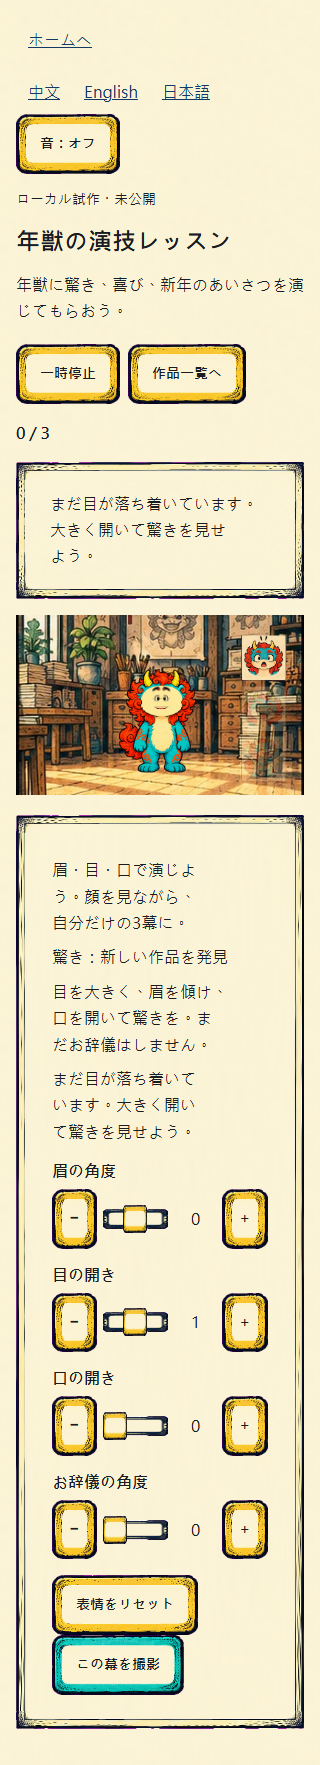 ホームへ
中文 English 日本語
音：オフ
ローカル試作・未公開
年獣の演技レッスン
年獣に驚き、喜び、新年のあいさつを演
じてもらおう。
一時停止 作品一覧へ
0 / 3
まだ目が落ち着いています。
大きく開いて驚きを見せ
よう。
眉・目・口で演じよ
う。顔を見ながら、
自分だけの3幕に。
驚き：新しい作品を発見
目を大きく、眉を傾け、
口を開いて驚きを。ま
だお辞儀はしません。
まだ目が落ち着いて
います。大きく開い
て驚きを見せよう。
眉の角度
− 0 +
目の開き
− 1 +
口の開き
− 0 +
お辞儀の角度
− 0 +
表情をリセット
この幕を撮影